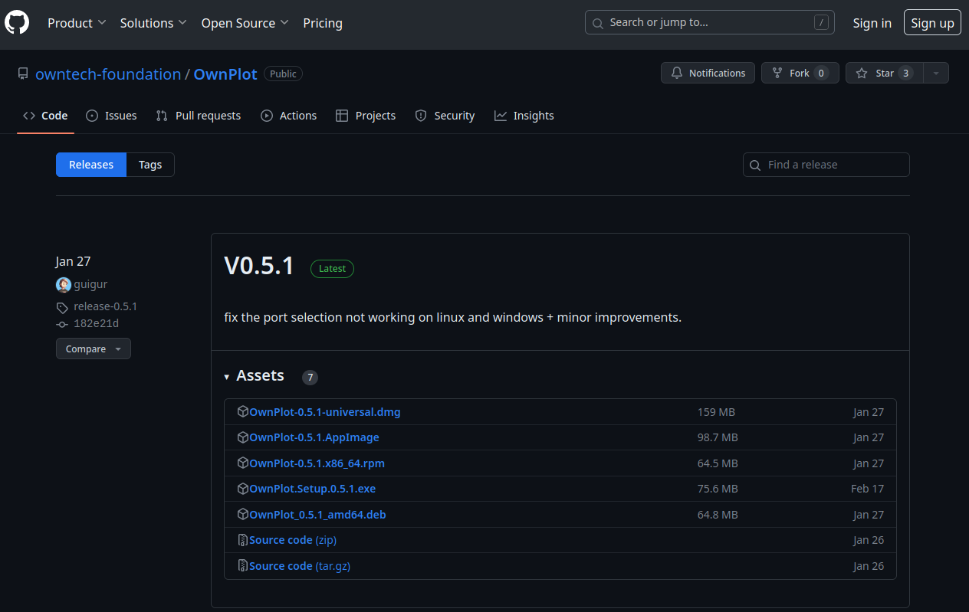 Product Solutions Open Source Pricing Search or jump to... / Sign in Sign up
owntech-foundation / OwnPlot Public Notifications Fork 0 Star 3
Code Issues Pull requests Actions Projects Security Insights
Releases Tags Find a release
Jan 27
guigur
release-0.5.1
182e21d
Compare
V0.5.1 Latest
fix the port selection not working on linux and windows + minor improvements.
Assets 7
OwnPlot-0.5.1-universal.dmg 159 MB Jan 27
OwnPlot-0.5.1.AppImage 98.7 MB Jan 27
OwnPlot-0.5.1.x86_64.rpm 64.5 MB Jan 27
OwnPlot.Setup.0.5.1.exe 75.6 MB Feb 17
OwnPlot_0.5.1_amd64.deb 64.8 MB Jan 27
Source code (zip) Jan 26
Source code (tar.gz) Jan 26